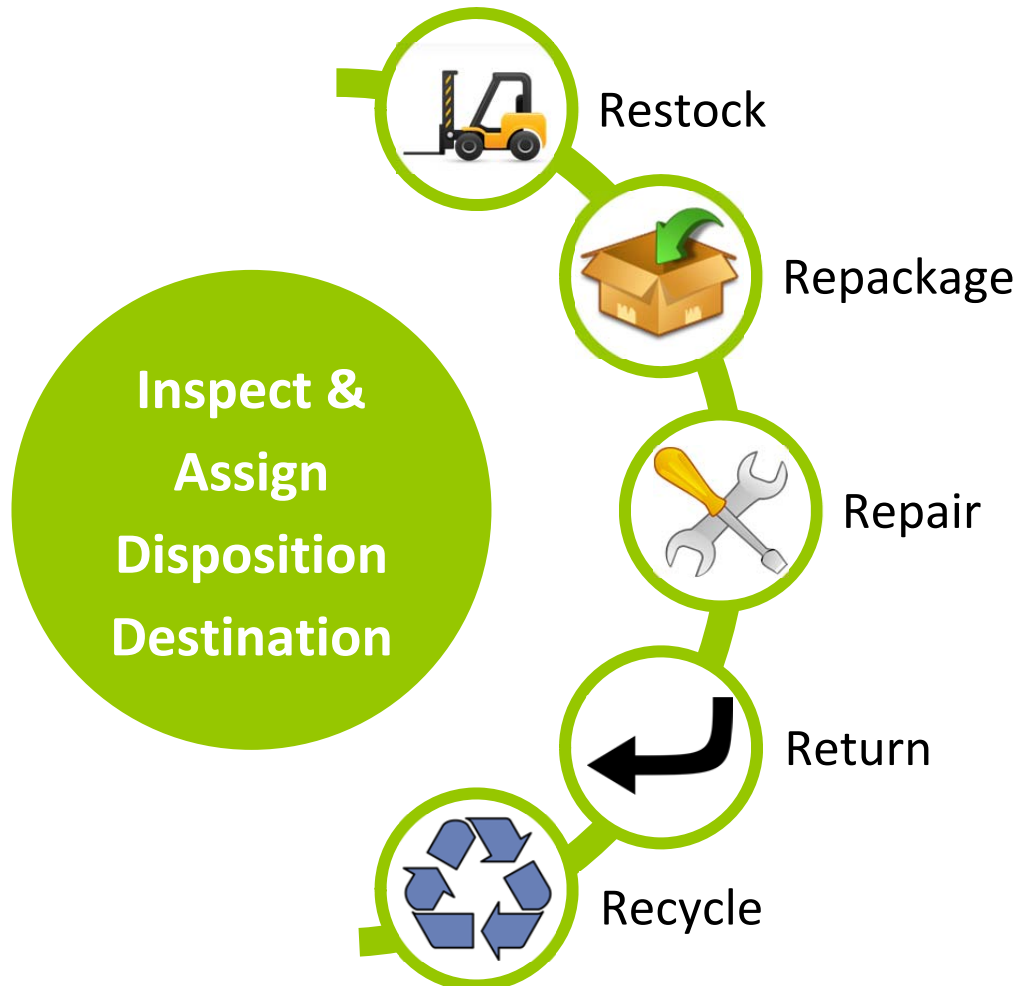 Inspect &
Assign
Disposition
Destination
Restock
Repackage
Repair
Return
Recycle